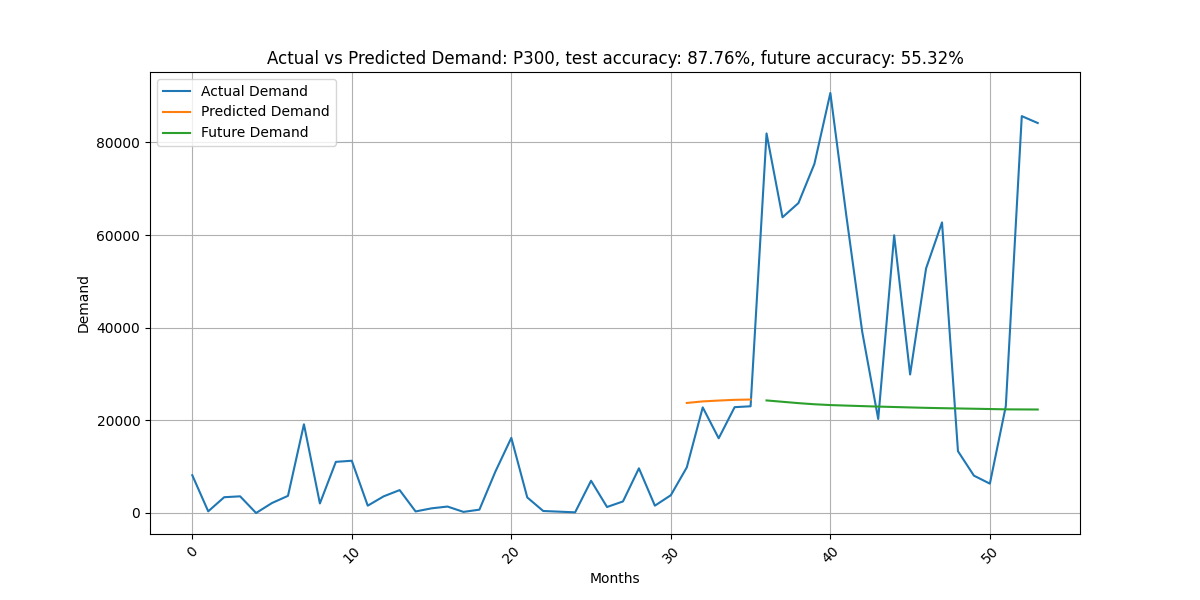 Actual vs Predicted Demand: P300, test accuracy: 87.76%, future accuracy: 55.32%
Actual Demand
Predicted Demand
Future Demand
80000
60000
40000
20000
0
Demand
0 10 20 30 40 50
Months